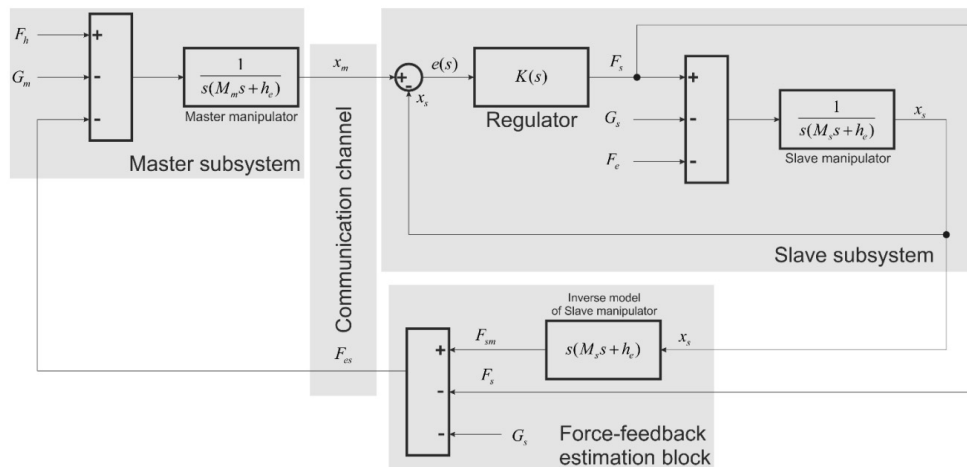 F_h
+
G_m
-
-
1
s(M_m s + h_e)
Master manipulator
Master subsystem
x_m
Communication channel
F_es
+
-
x_s
e(s)
K(s)
Regulator
F_s
+
G_s
-
F_e
-
1
s(M_s s + h_e)
Slave manipulator
x_s
Slave subsystem
Inverse model
of Slave manipulator
s(M_s s + h_e)
x_s
F_sm
+
F_s
-
-
G_s
Force-feedback
estimation block